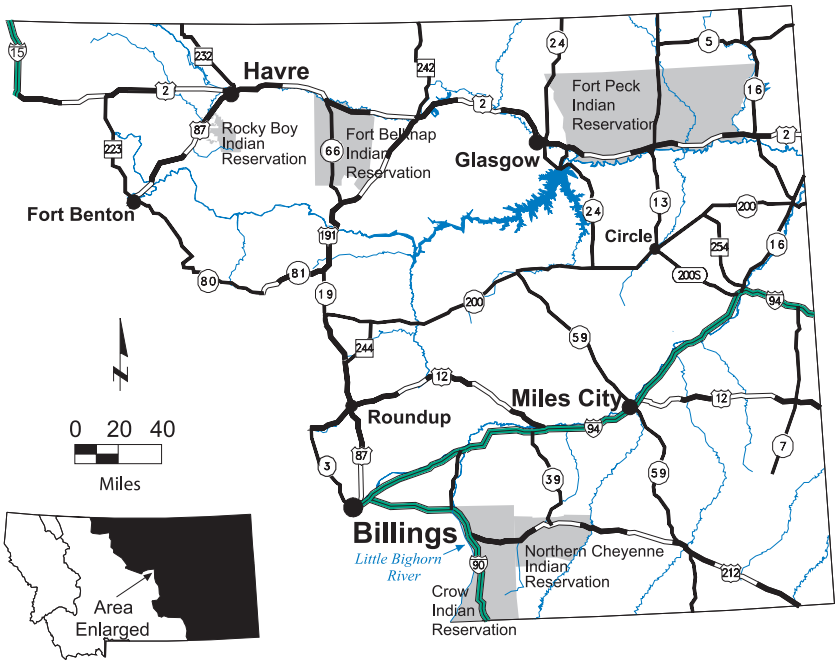 15
232
242
24
5
Havre
2
2
16
Fort Peck
Indian
Reservation
223
87
Rocky Boy
Indian
Reservation
66
Fort Belknap
Indian
Reservation
Glasgow
2
Fort Benton
191
24
13
200
Circle
254
16
80
81
19
200S
200
94
244
59
12
Miles City
12
Roundup
0 20 40
Miles
3
87
94
39
59
7
Billings
Little Bighorn
River
90
Northern Cheyenne
Indian
Reservation
212
Crow
Indian
Reservation
Area
Enlarged
N